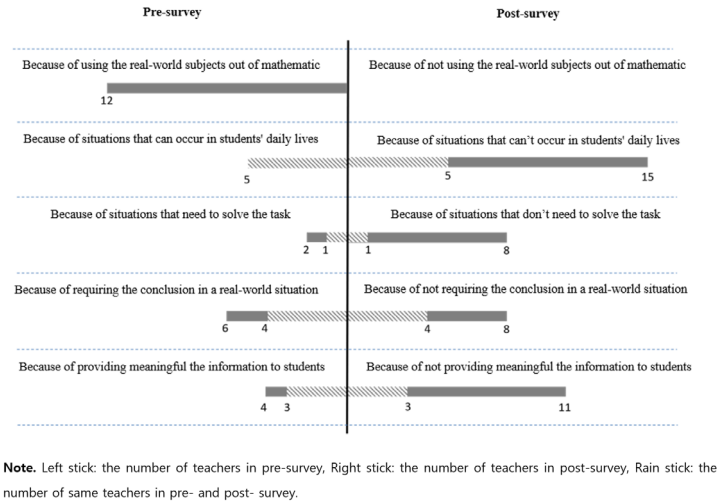 Pre-survey Post-survey
Because of using the real-world subjects out of mathematic Because of not using the real-world subjects out of mathematic
12
Because of situations that can occur in students' daily lives Because of situations that can’t occur in students' daily lives
5 5 15
Because of situations that need to solve the task Because of situations that don’t need to solve the task
2 1 1 8
Because of requiring the conclusion in a real-world situation Because of not requiring the conclusion in a real-world situation
6 4 4 8
Because of providing meaningful the information to students Because of not providing meaningful the information to students
4 3 3 11
Note. Left stick: the number of teachers in pre-survey, Right stick: the number of teachers in post-survey, Rain stick: the
number of same teachers in pre- and post- survey.